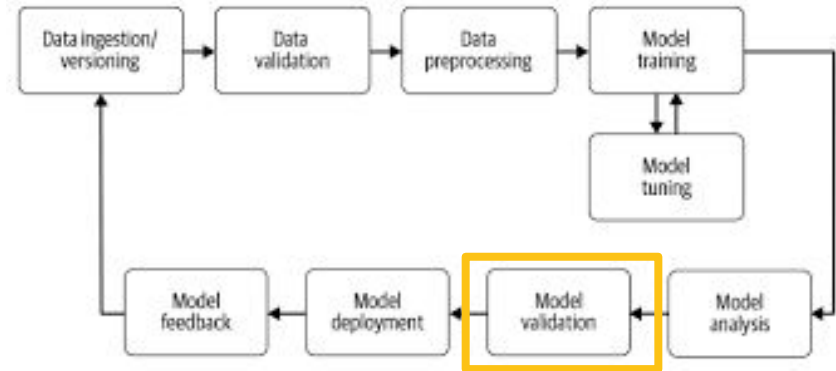 Data ingestion/
versioning
Data
validation
Data
preprocessing
Model
training
Model
tuning
Model
feedback
Model
deployment
Model
validation
Model
analysis